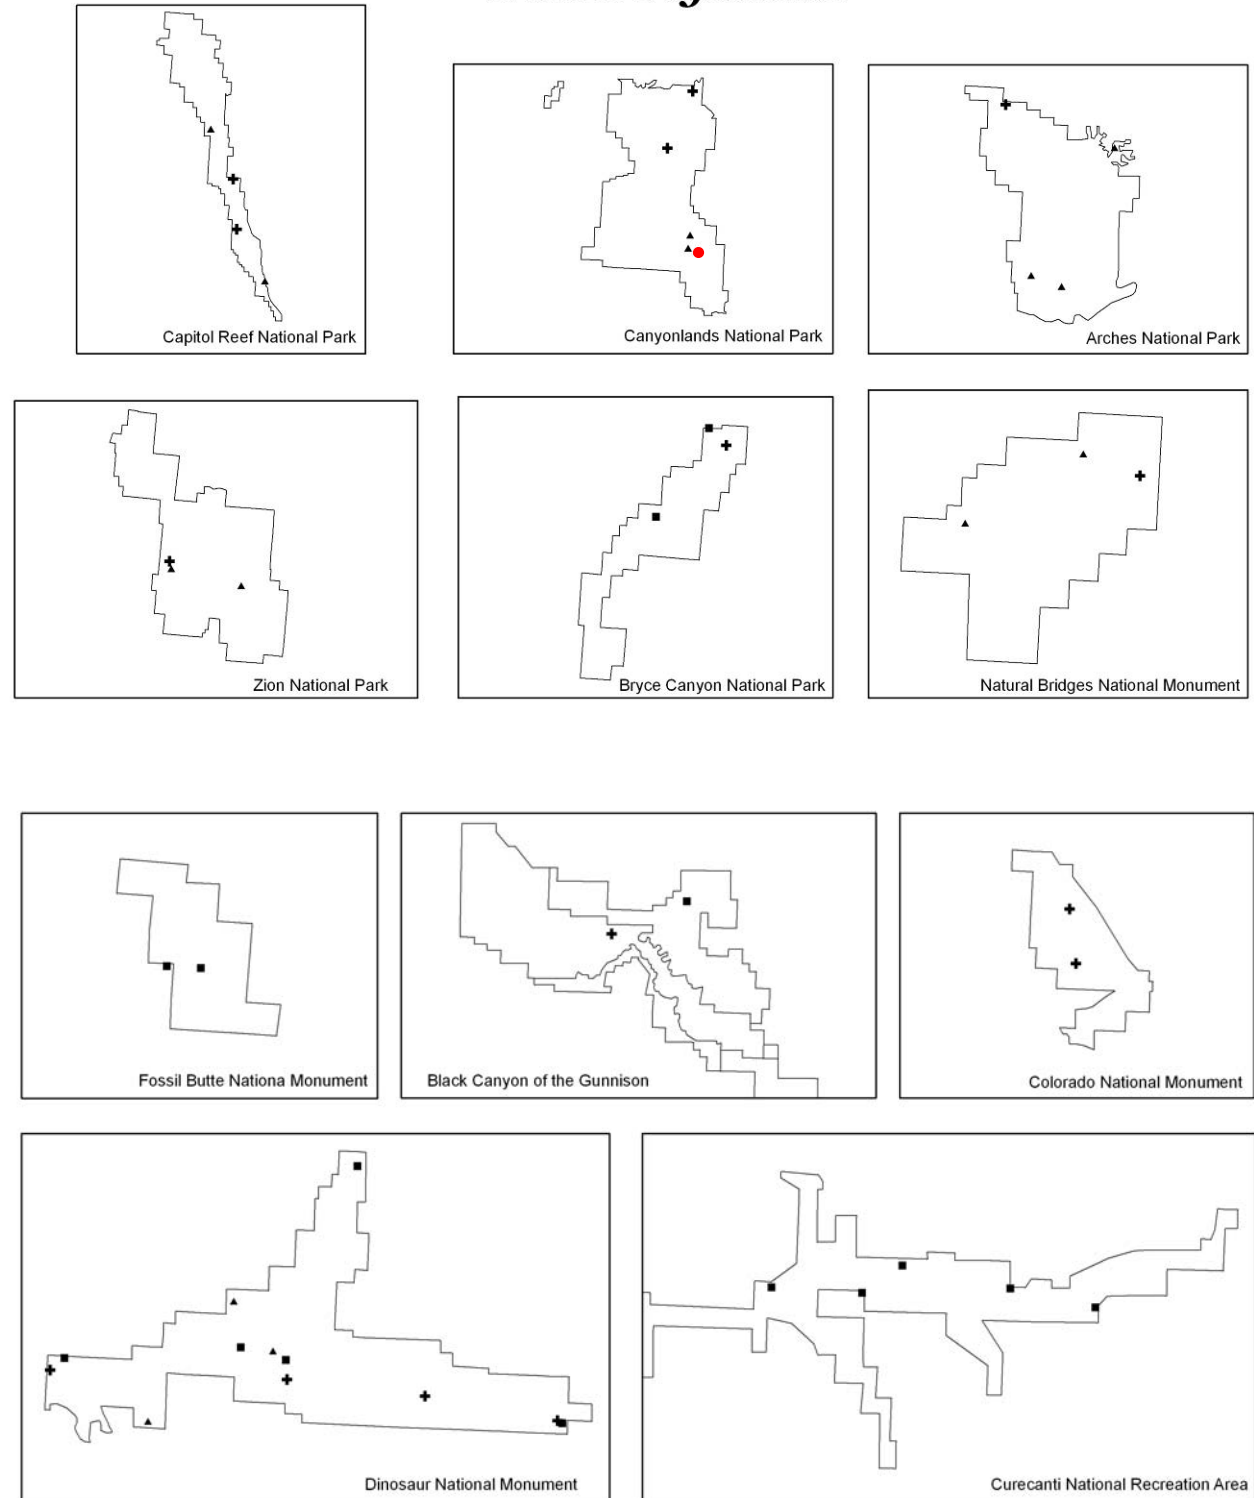 Capitol Reef National Park
Canyonlands National Park
Arches National Park
Zion National Park
Bryce Canyon National Park
Natural Bridges National Monument
Fossil Butte Nationa Monument
Black Canyon of the Gunnison
Colorado National Monument
Dinosaur National Monument
Curecanti National Recreation Area